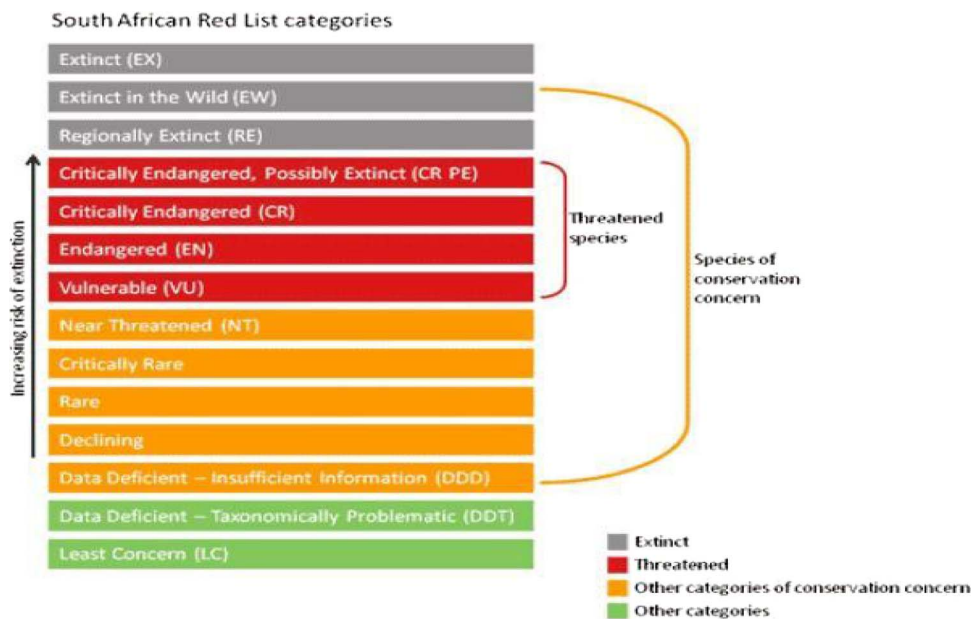 South African Red List categories
Extinct (EX)
Extinct in the Wild (EW)
Regionally Extinct (RE)
Critically Endangered, Possibly Extinct (CR PE)
Critically Endangered (CR)
Endangered (EN)
Vulnerable (VU)
Near Threatened (NT)
Critically Rare
Rare
Declining
Data Deficient – Insufficient Information (DDD)
Data Deficient – Taxonomically Problematic (DDT)
Least Concern (LC)
Increasing risk of extinction
Threatened
species
Species of
conservation
concern
Extinct
Threatened
Other categories of conservation concern
Other categories